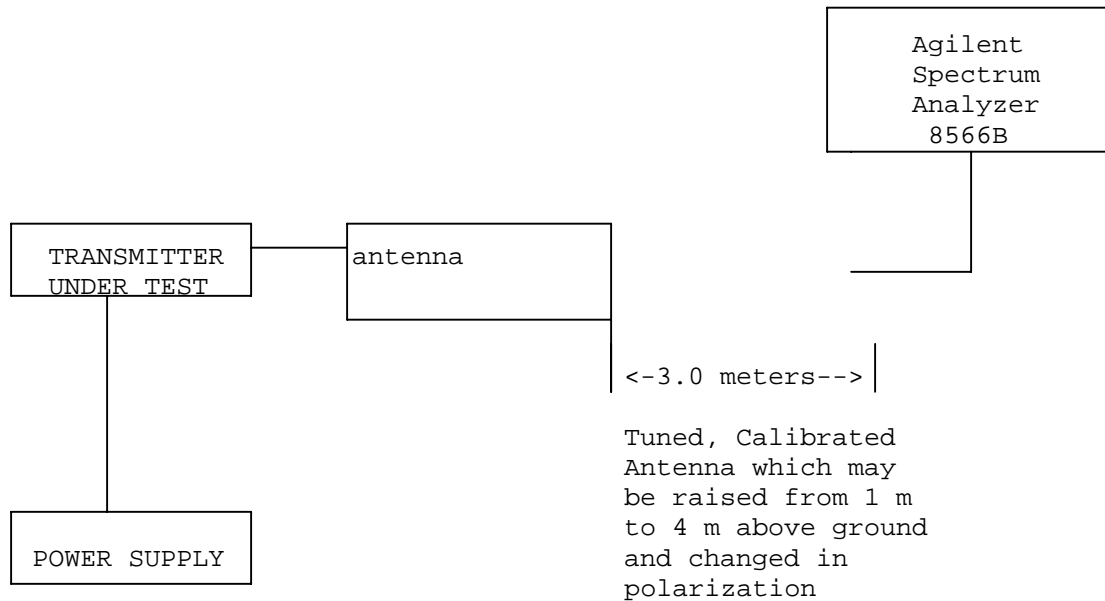 Agilent
Spectrum
Analyzer
8566B
TRANSMITTER
UNDER TEST
antenna
<-3.0 meters-->
Tuned, Calibrated
Antenna which may
be raised from 1 m
to 4 m above ground
and changed in
polarization
POWER SUPPLY